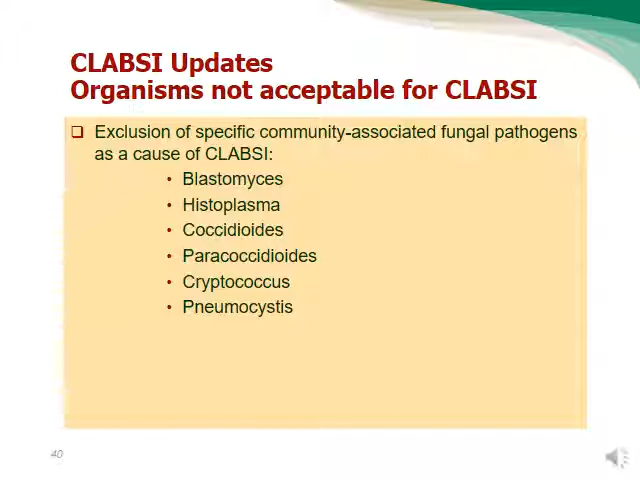 CLABSI Updates
Organisms not acceptable for CLABSI
Exclusion of specific community-associated fungal pathogens
as a cause of CLABSI:
• Blastomyces
• Histoplasma
• Coccidioides
• Paracoccidioides
• Cryptococcus
• Pneumocystis
40